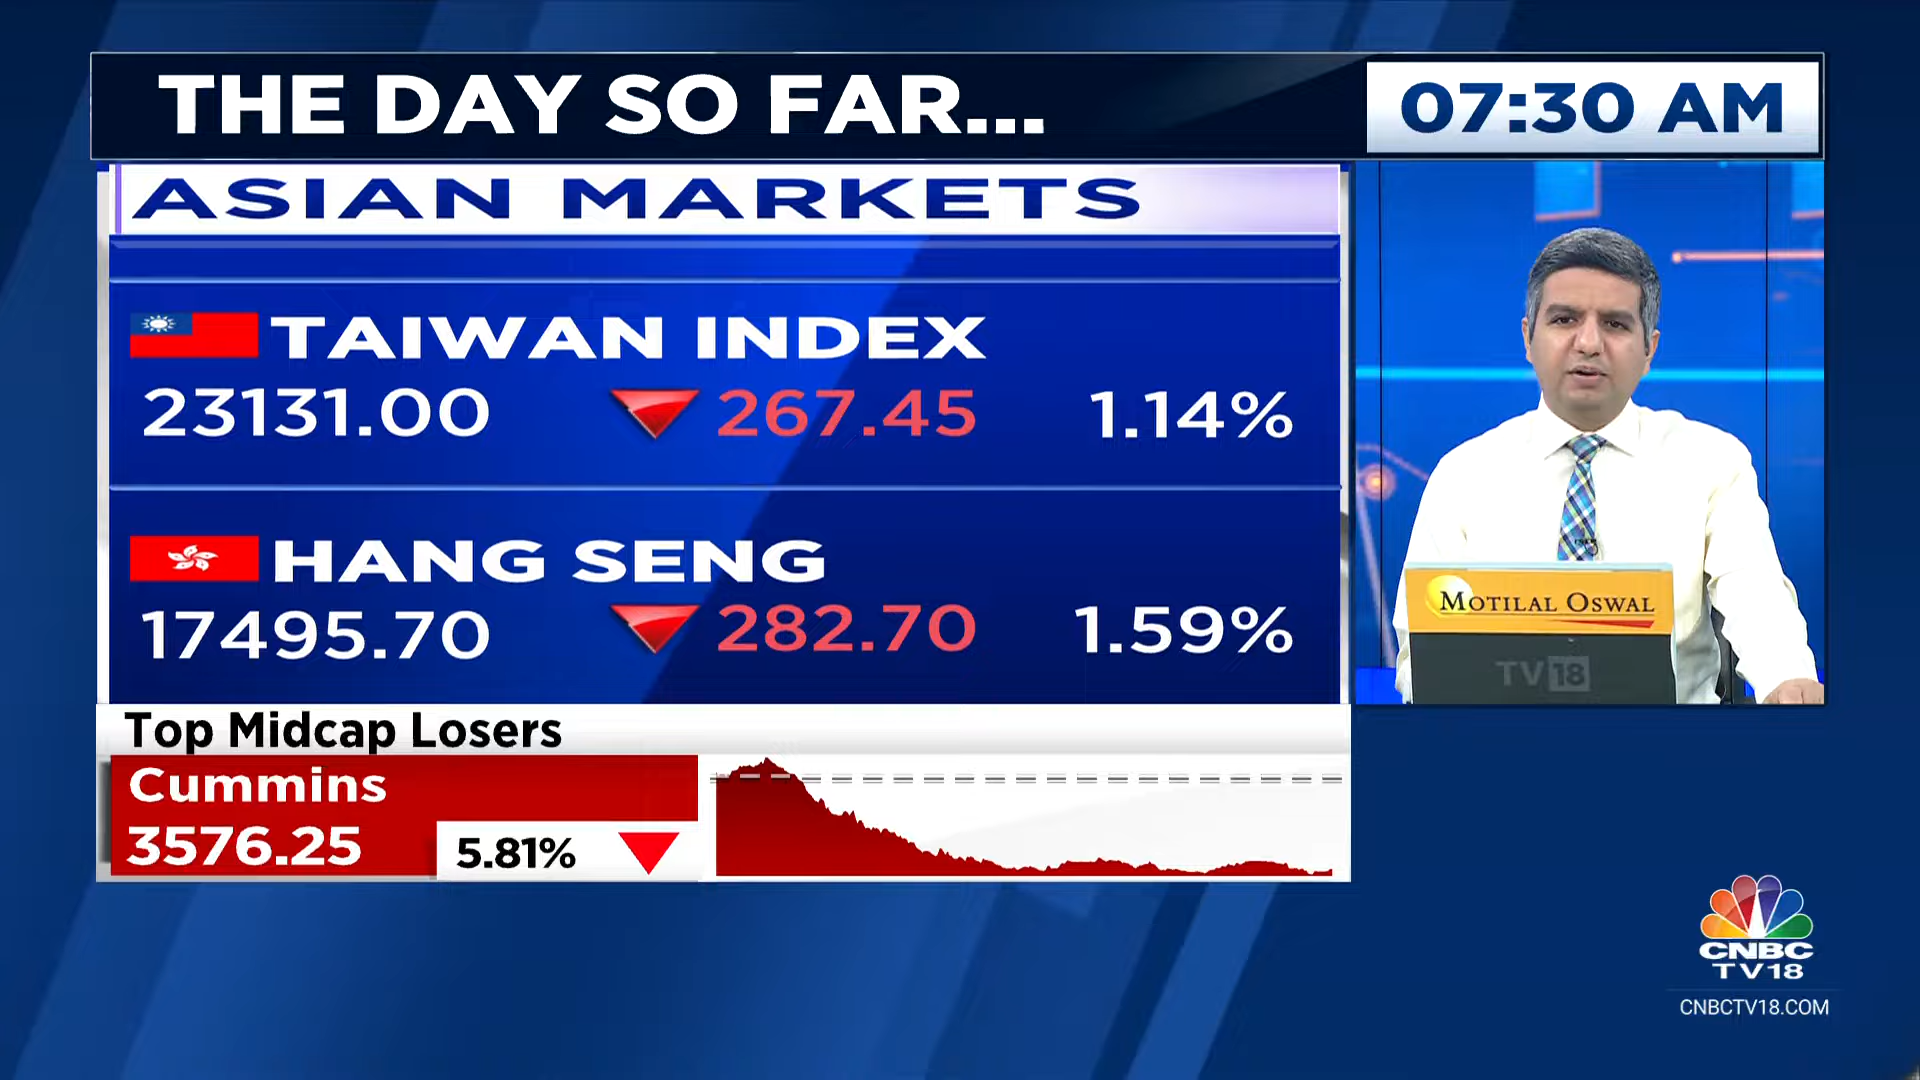 THE DAY SO FAR...
07:30 AM
ASIAN MARKETS
TAIWAN INDEX
23131.00 267.45 1.14%
HANG SENG
17495.70 282.70 1.59%
MOTILAL OSWAL
TV18
Top Midcap Losers
Cummins
3576.25 5.81%
CNBC
TV18
CNBCTV18.COM